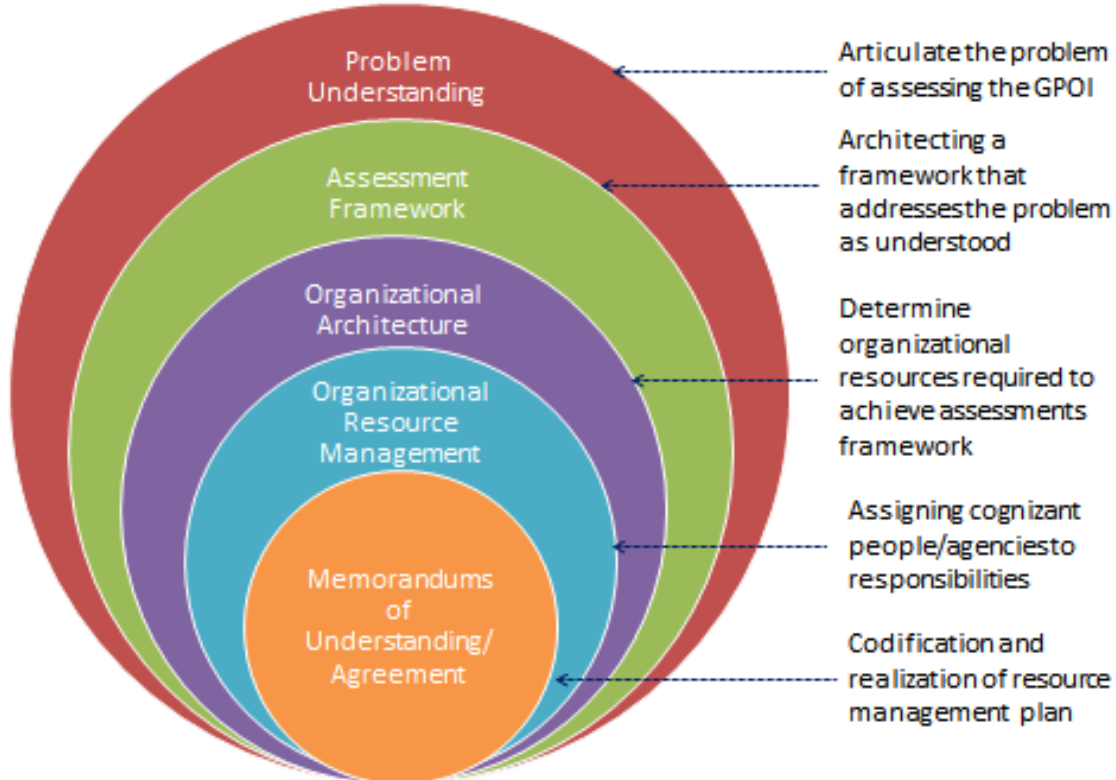 Problem
Understanding
Assessment
Framework
Organizational
Architecture
Organizational
Resource
Management
Memorandums
of
Understanding/
Agreement
Articulate the problem
of assessing the GPOI
Architecting a
framework that
addresses the problem
as understood
Determine
organizational
resources required to
achieve assessments
framework
Assigning cognizant
people/agencies to
responsibilities
Codification and
realization of resource
management plan